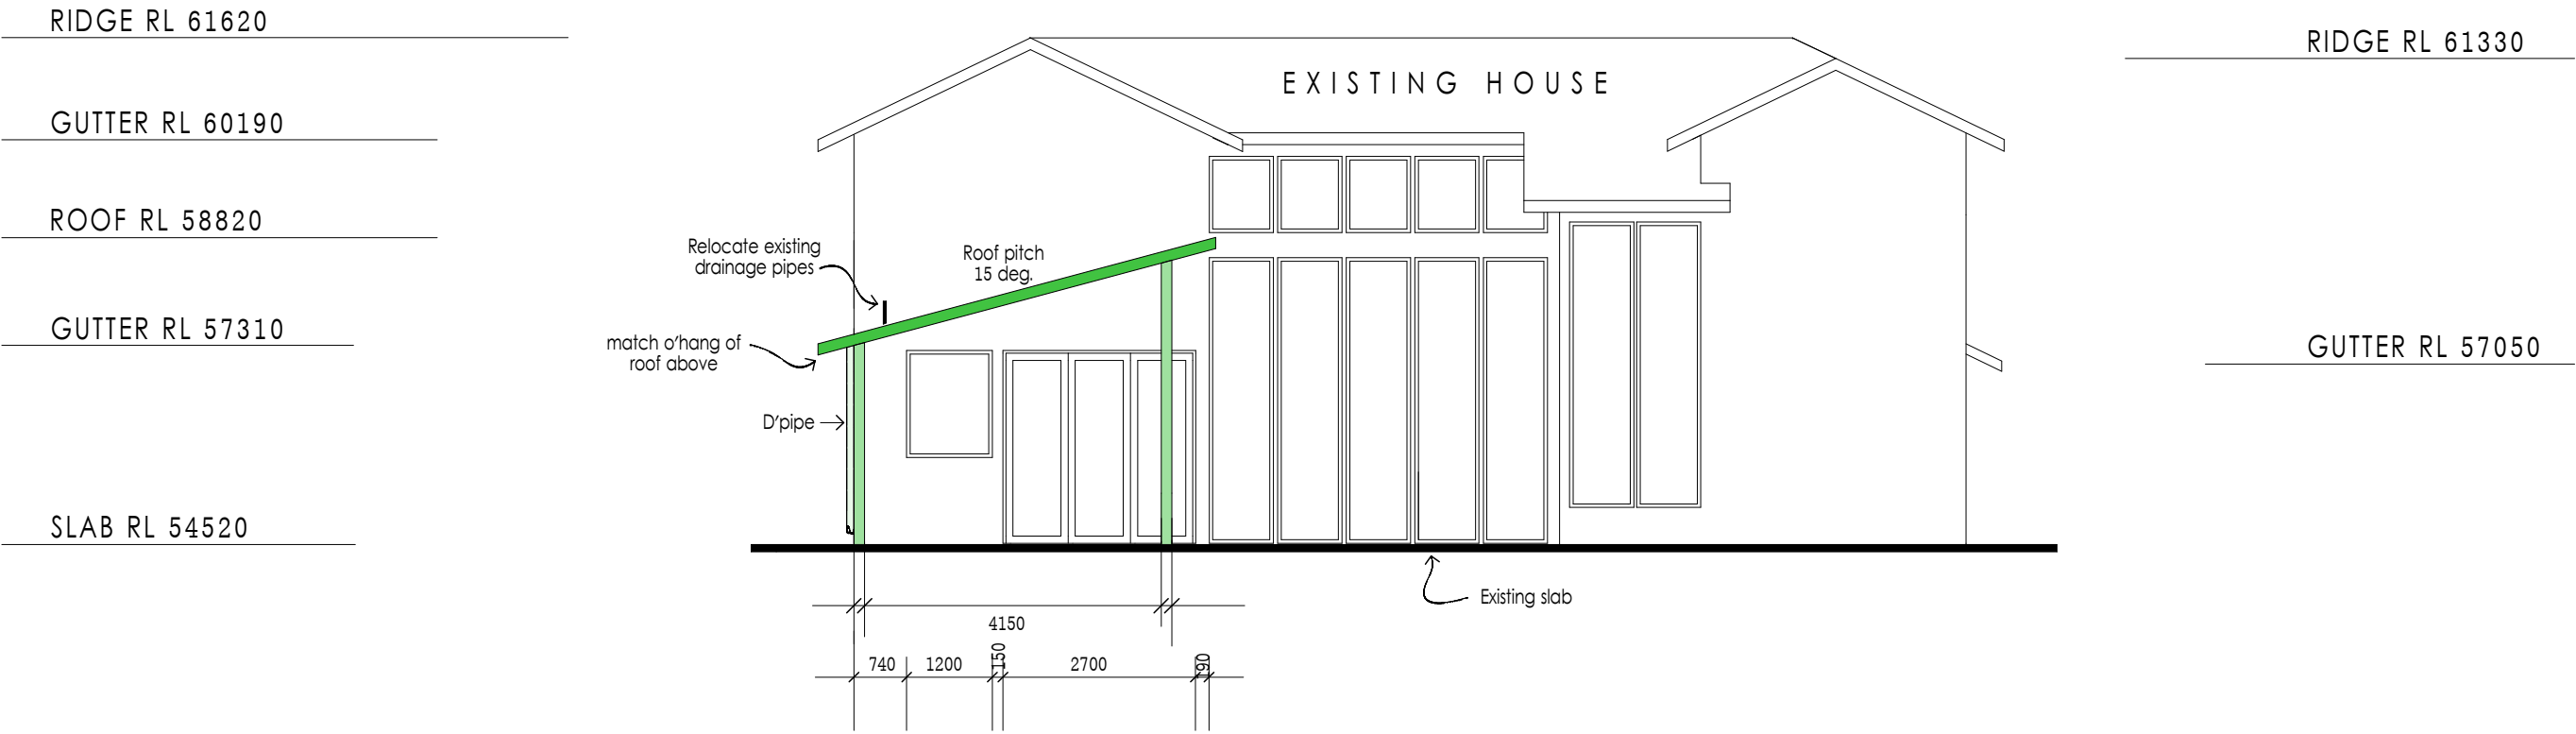 RIDGE RL 61620
RIDGE RL 61330
EXISTING HOUSE
GUTTER RL 60190
ROOF RL 58820
Relocate existing
drainage pipes
Roof pitch
15 deg.
GUTTER RL 57310
match o'hang of
roof above
GUTTER RL 57050
D'pipe
SLAB RL 54520
Existing slab
4150
740
1200
150
2700
190